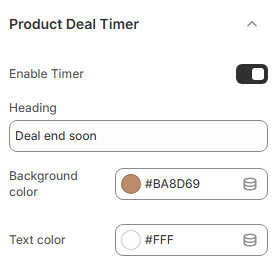 Product Deal Timer
Enable Timer
Heading
Deal end soon
Background
color
#BA8D69
Text color
#FFF